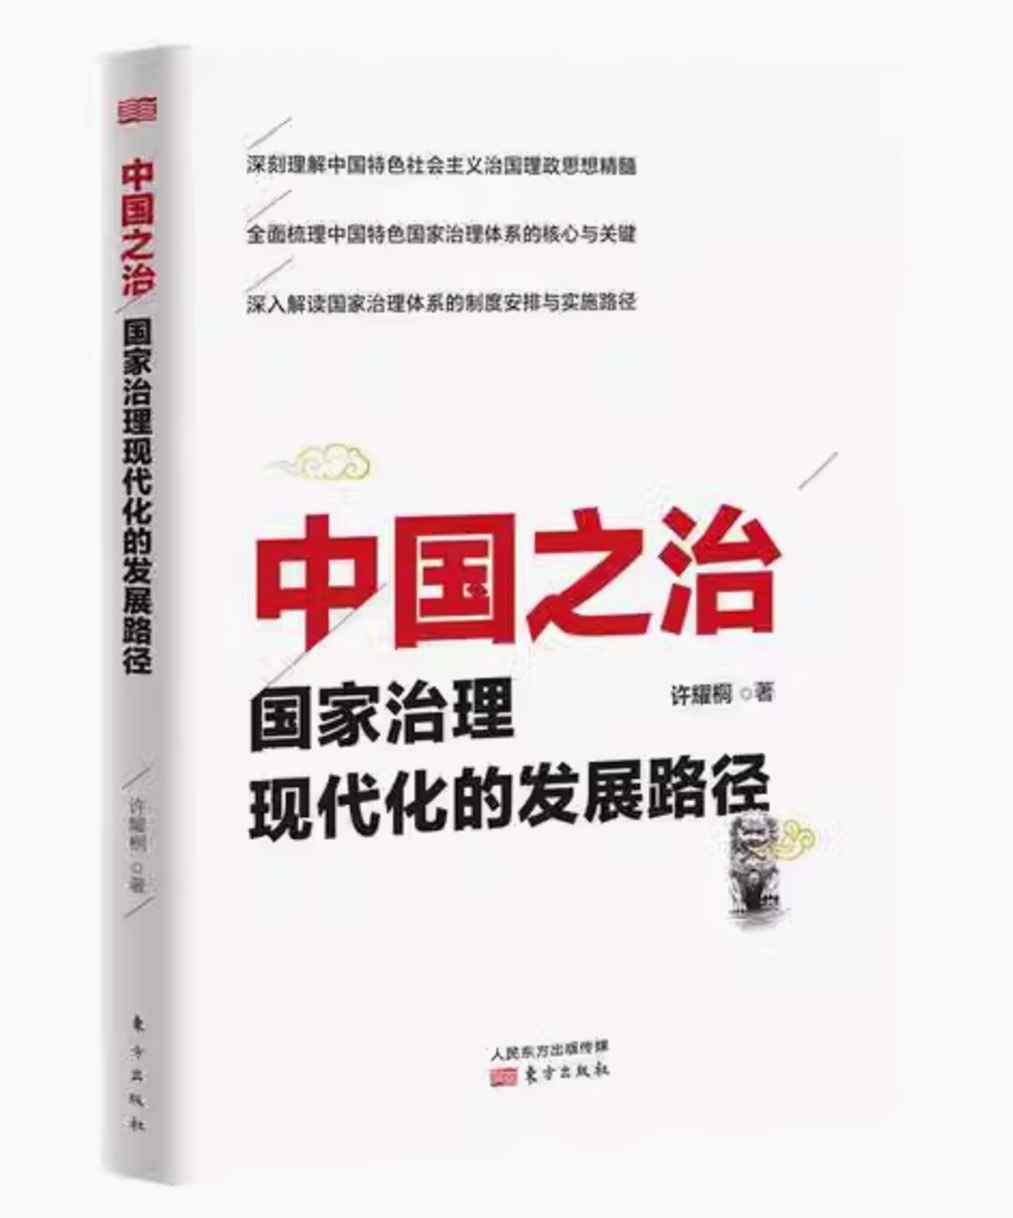 深刻理解中国特色社会主义治国理政思想精髓
全面梳理中国特色国家治理体系的核心与关键
深入解读国家治理体系的制度安排与实施路径
中国之治
国家治理
许耀桐 ○著
现代化的发展路径
人民东方出版传媒
东方出版社
中国之治
国家治理现代化的发展路径
许耀桐 ○著
东方出版社